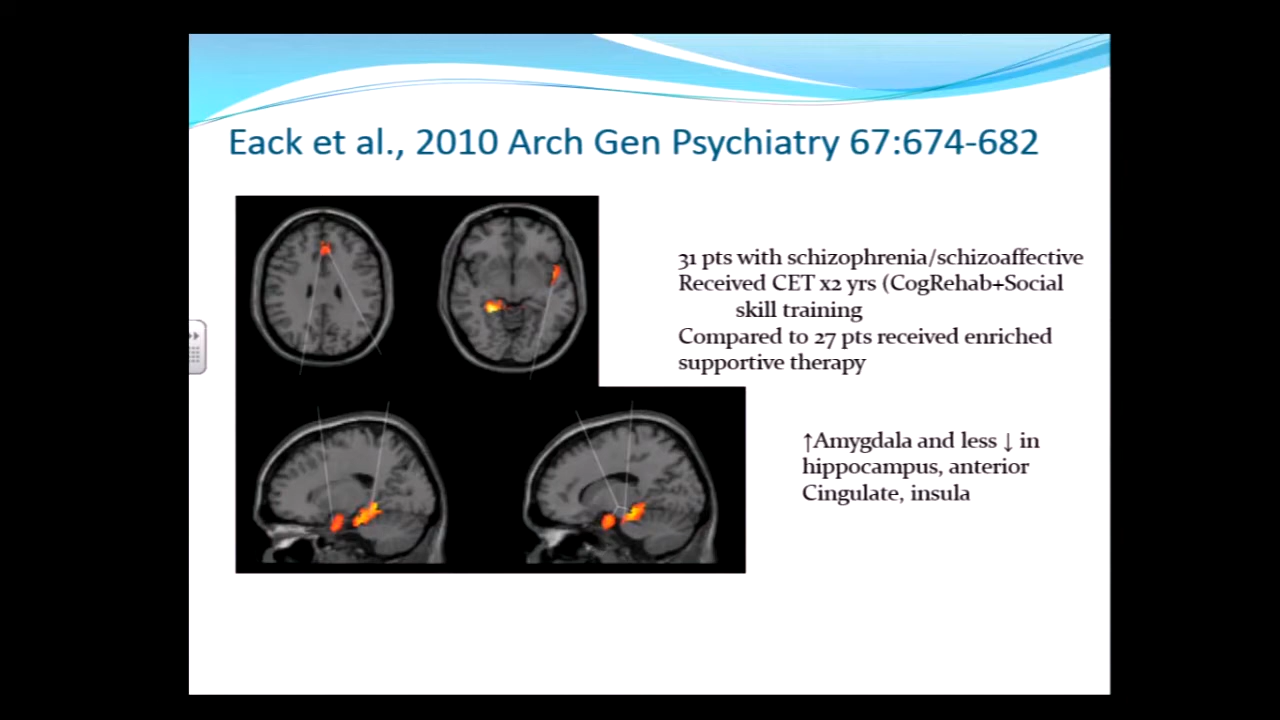 Eack et al., 2010 Arch Gen Psychiatry 67:674-682
31 pts with schizophrenia/schizoaffective
Received CET x2 yrs (CogRehab+Social
skill training
Compared to 27 pts received enriched
supportive therapy
↑Amygdala and less ↓ in
hippocampus, anterior
Cingulate, insula